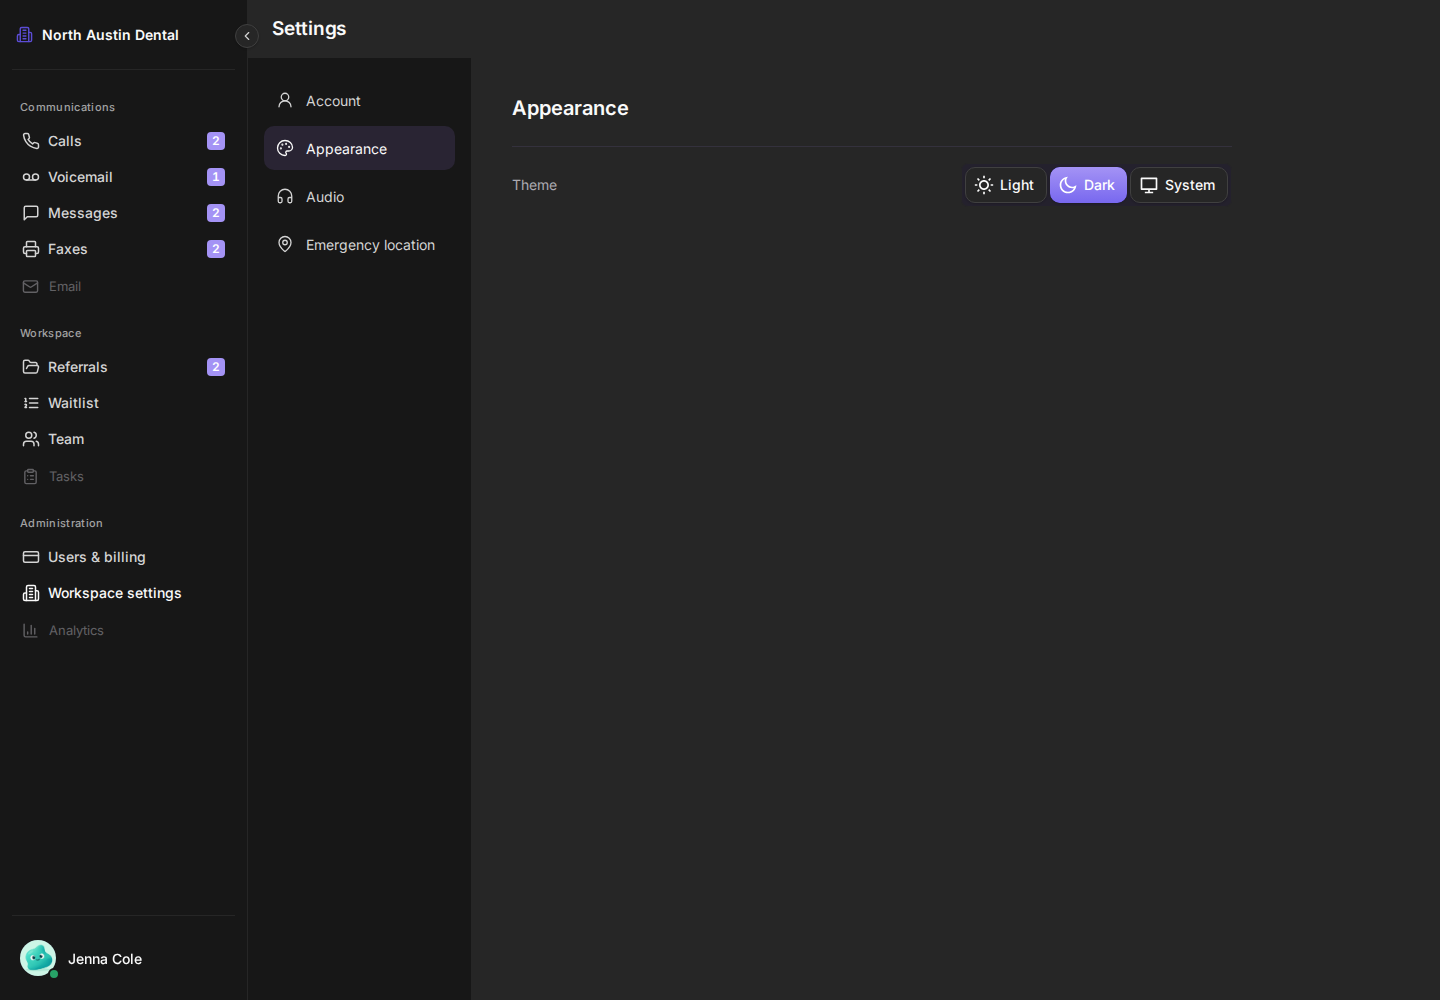 North Austin Dental
Settings
Communications
Calls 2
Voicemail 1
Messages 2
Faxes 2
Email
Workspace
Referrals 2
Waitlist
Team
Tasks
Administration
Users & billing
Workspace settings
Analytics
Jenna Cole
Account
Appearance
Audio
Emergency location
Appearance
Theme
Light
Dark
System